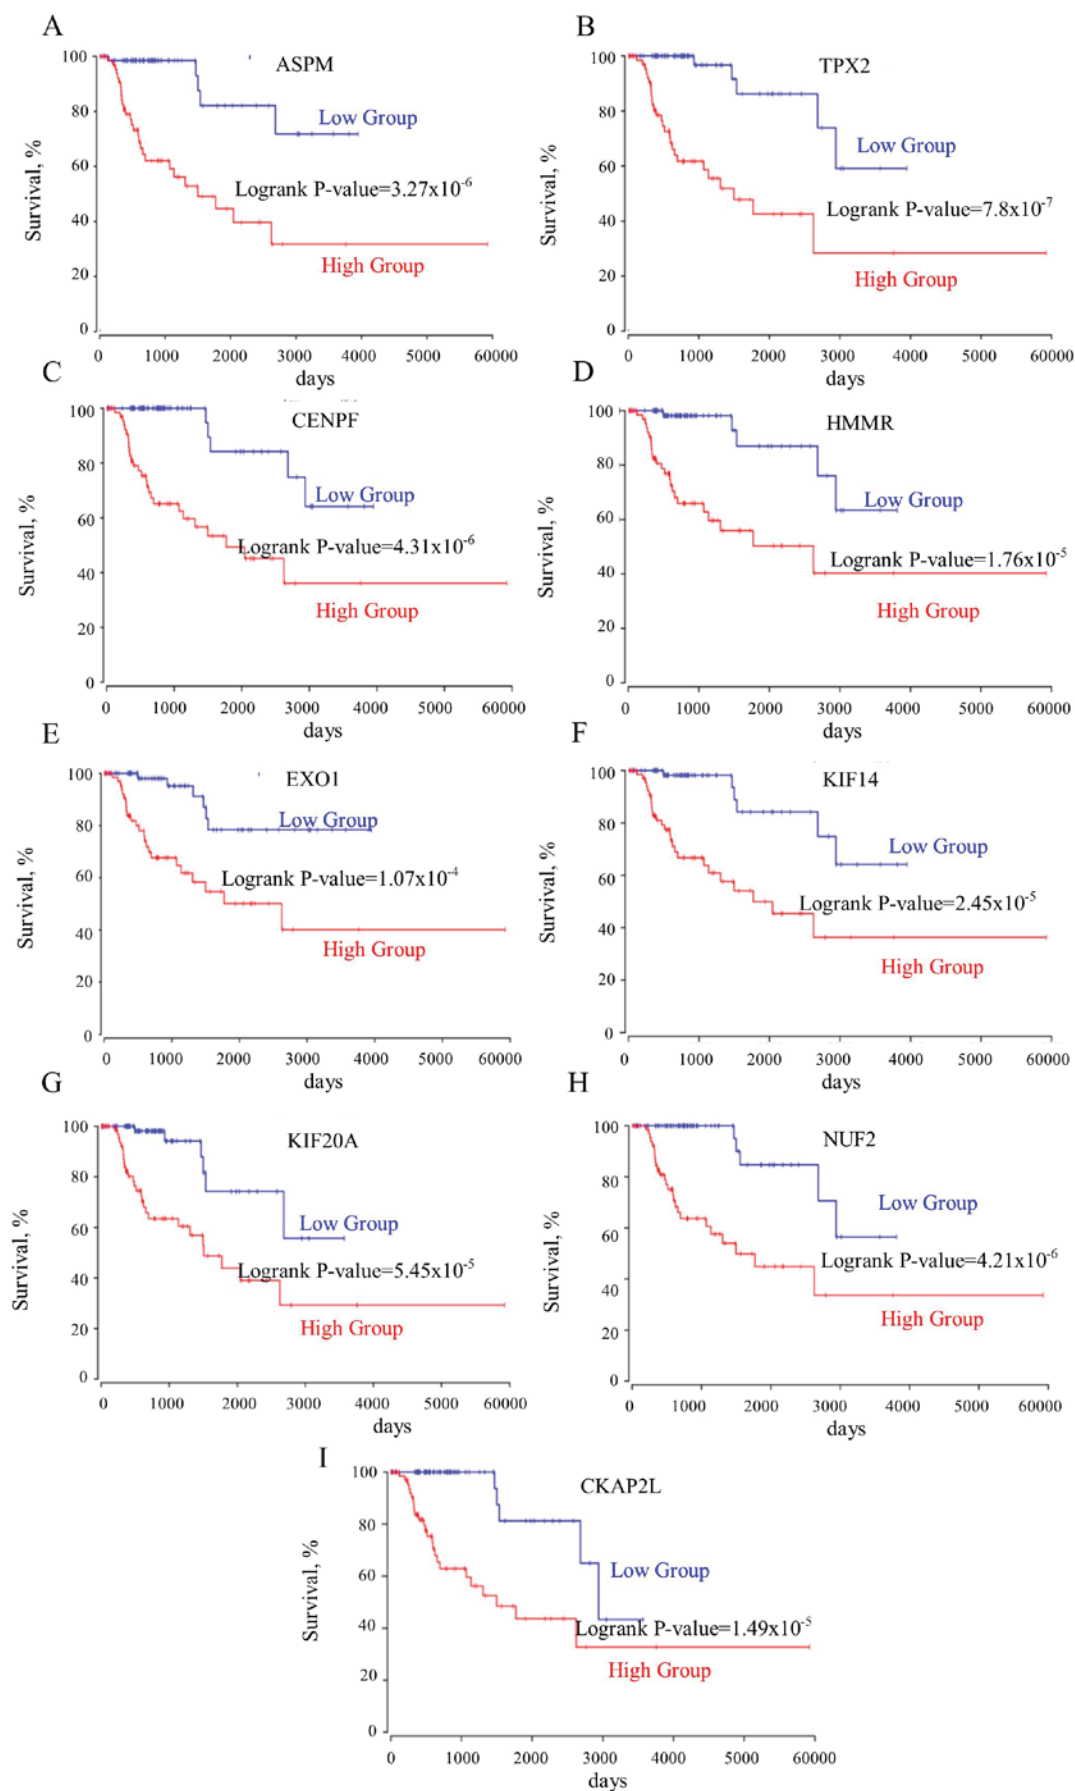 A
ASPM
100
80
60
40
20
0
Survival, %
Low Group
Logrank P-value=3.27x10-6
High Group
0 1000 2000 3000 4000 5000 60000
days
B
TPX2
100
80
60
40
20
0
Survival, %
Low Group
Logrank P-value=7.8x10-7
High Group
0 1000 2000 3000 4000 5000 60000
days
C
CENPF
100
80
60
40
20
0
Survival, %
Low Group
Logrank P-value=4.31x10-6
High Group
0 1000 2000 3000 4000 5000 60000
days
D
HMMR
100
80
60
40
20
0
Survival, %
Low Group
Logrank P-value=1.76x10-5
High Group
0 1000 2000 3000 4000 5000 60000
days
E
EXO1
100
80
60
40
20
0
Survival, %
Low Group
Logrank P-value=1.07x10-4
High Group
0 1000 2000 3000 4000 5000 60000
days
F
KIF14
100
80
60
40
20
0
Survival, %
Low Group
Logrank P-value=2.45x10-5
High Group
0 1000 2000 3000 4000 5000 60000
days
G
KIF20A
100
80
60
40
20
0
Survival, %
Low Group
Logrank P-value=5.45x10-5
High Group
0 1000 2000 3000 4000 5000 60000
days
H
NUF2
100
80
60
40
20
0
Survival, %
Low Group
Logrank P-value=4.21x10-6
High Group
0 1000 2000 3000 4000 5000 60000
days
I
CKAP2L
100
80
60
40
20
0
Survival, %
Low Group
Logrank P-value=1.49x10-5
High Group
0 1000 2000 3000 4000 5000 60000
days